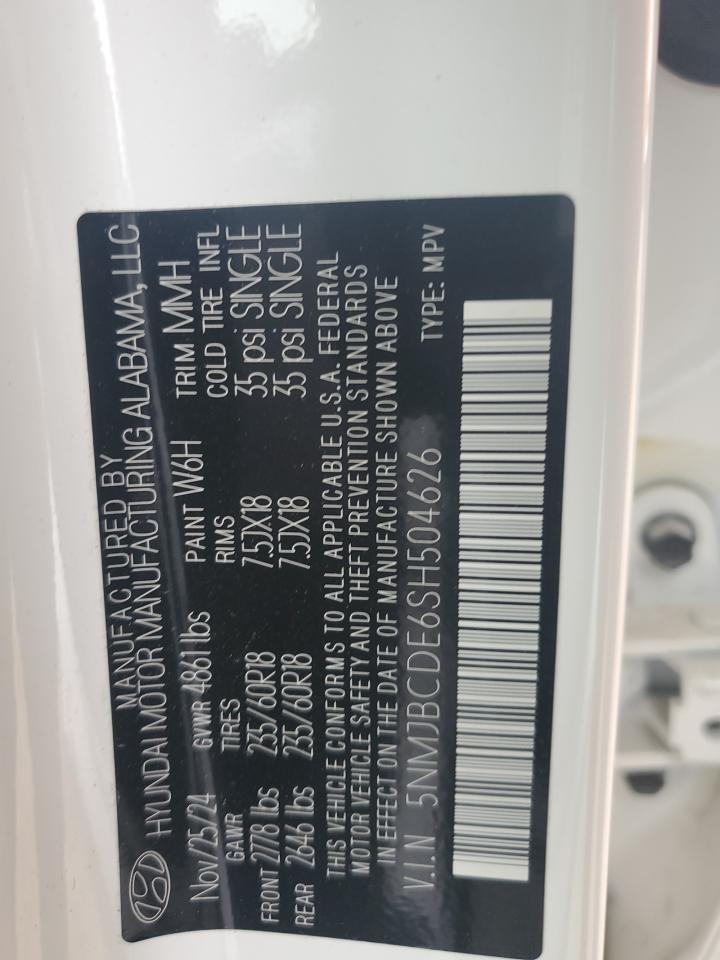 MANUFACTURED BY
HYUNDAI MOTOR MANUFACTURING ALABAMA, LLC
Nov/25/24 GVWR 4861 lbs PAINT W6H TRIM MMH
GAWR TIRES RIMS COLD TIRE INFL
FRONT 2778 lbs 235/60R18 7.5JX18 35 psi SINGLE
REAR 2646 lbs 235/60R18 7.5JX18 35 psi SINGLE
THIS VEHICLE CONFORMS TO ALL APPLICABLE U.S.A. FEDERAL
MOTOR VEHICLE SAFETY AND THEFT PREVENTION STANDARDS
IN EFFECT ON THE DATE OF MANUFACTURE SHOWN ABOVE
V.I.N 5NMJBCDE6SH504626 TYPE: MPV